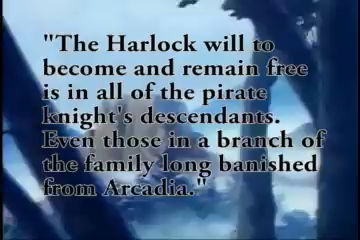 "The Harlock will to
become and remain free
is in all of the pirate
knight's descendants.
Even those in a branch of
the family long banished
from Arcadia."